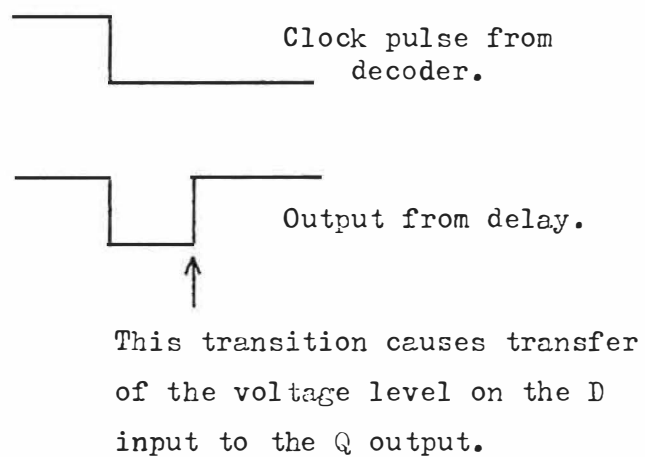 Clock pulse from
decoder.
Output from delay.
This transition causes transfer
of the voltage level on the D
input to the Q output.